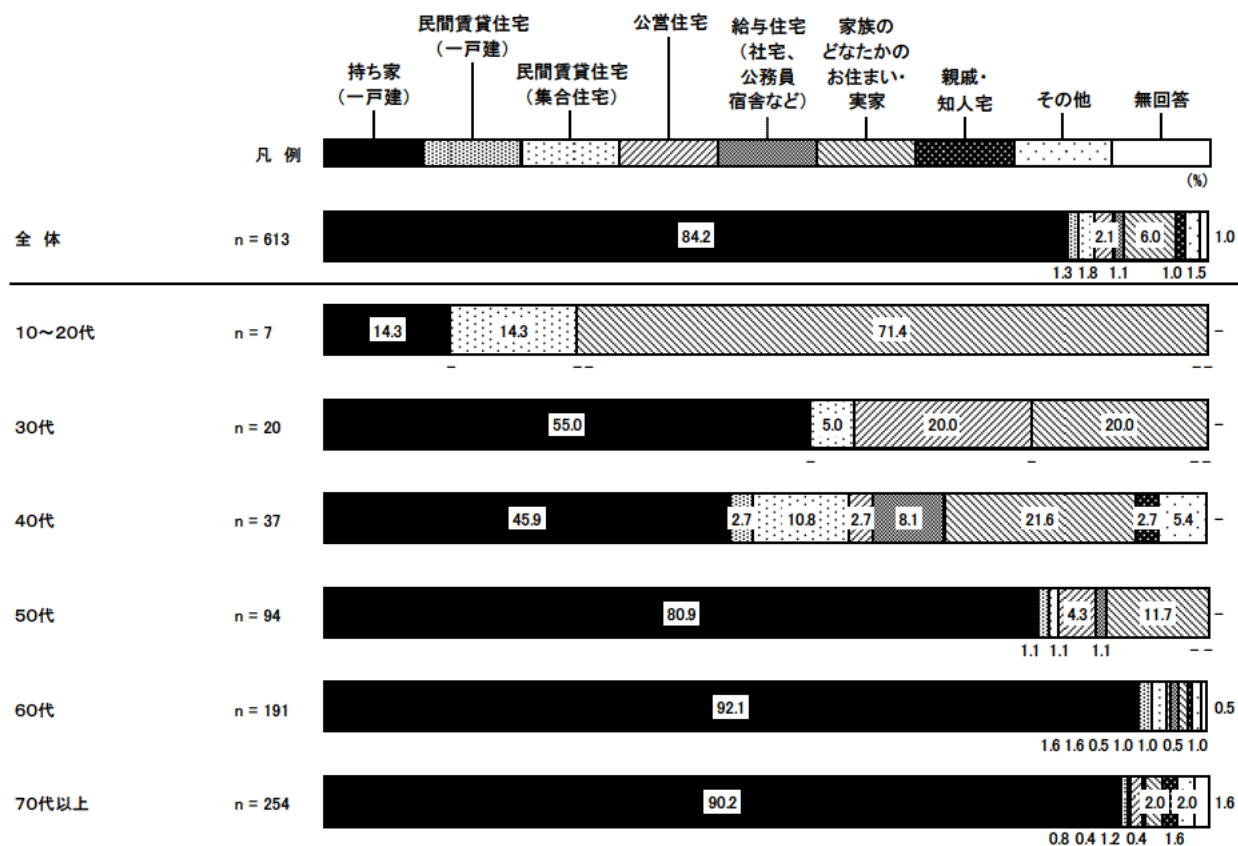 持ち家
（一戸建）
民間賃貸住宅
（一戸建）
民間賃貸住宅
（集合住宅）
公営住宅
給与住宅
（社宅、
公務員
宿舎など）
家族の
どなたかの
お住まい・
実家
親戚・
知人宅
その他
無回答
凡 例
(%)
全 体 n = 613 84.2 2.1 6.0 1.0
1.3 1.8 1.1 1.0 1.5
10～20代 n = 7 14.3 14.3 71.4 -
- - - - -
30代 n = 20 55.0 5.0 20.0 20.0 -
- - - -
40代 n = 37 45.9 2.7 10.8 2.7 8.1 21.6 2.7 5.4 -
50代 n = 94 80.9 4.3 11.7 -
1.1 1.1 1.1 - -
60代 n = 191 92.1 0.5
1.6 1.6 0.5 1.0 1.0 0.5 1.0
70代以上 n = 254 90.2 2.0 2.0 1.6
0.8 0.4 1.2 0.4 1.6